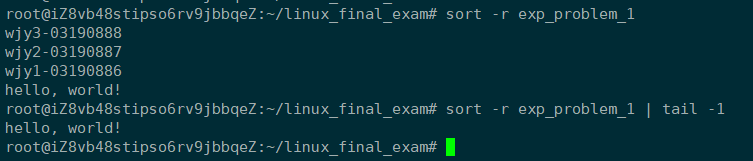 root@iZ8vb48stipso6rv9jbbqeZ:~/linux_final_exam# sort -r exp_problem_1
wjy3-03190888
wjy2-03190887
wjy1-03190886
hello, world!
root@iZ8vb48stipso6rv9jbbqeZ:~/linux_final_exam# sort -r exp_problem_1 | tail -1
hello, world!
root@iZ8vb48stipso6rv9jbbqeZ:~/linux_final_exam#